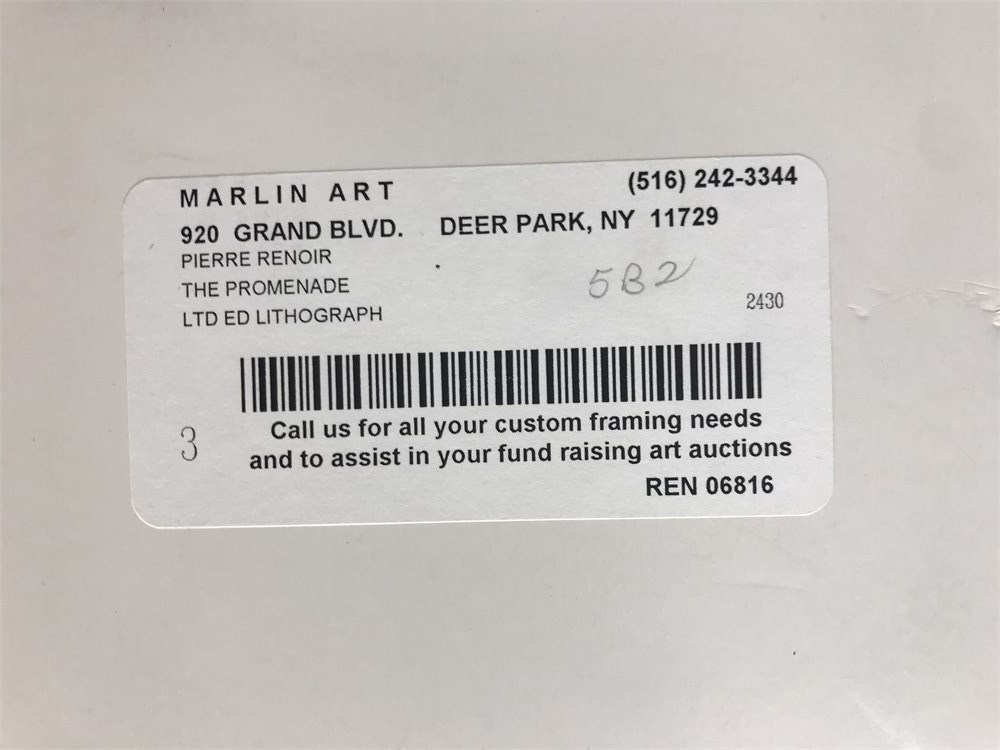 MARLIN ART (516) 242-3344
920 GRAND BLVD. DEER PARK, NY 11729
PIERRE RENOIR
THE PROMENADE
5B2
LTD ED LITHOGRAPH
2430
3
Call us for all your custom framing needs
and to assist in your fund raising art auctions
REN 06816